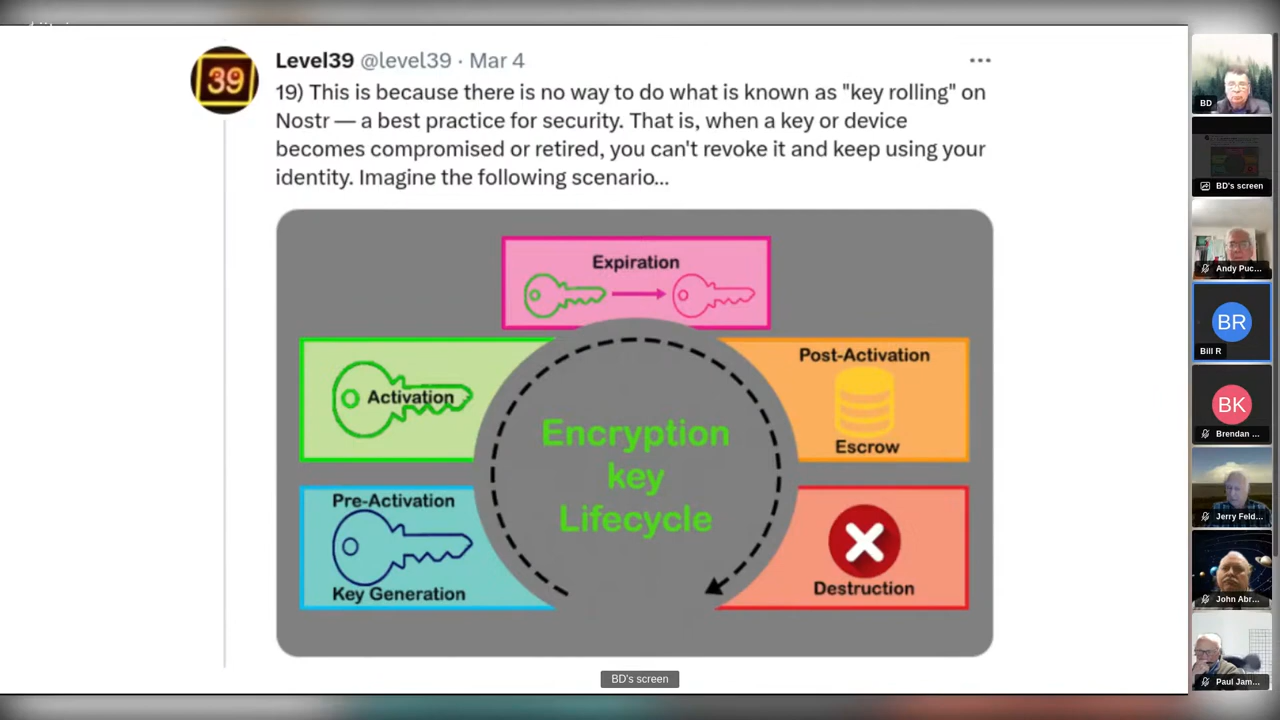 Level39 @level39 · Mar 4
19) This is because there is no way to do what is known as "key rolling" on
Nostr — a best practice for security. That is, when a key or device
becomes compromised or retired, you can't revoke it and keep using your
identity. Imagine the following scenario...
39
Expiration
Activation
Post-Activation
Escrow
Encryption
key
Lifecycle
Pre-Activation
Key Generation
Destruction
BD's screen
BD
BD's screen
Andy Puc...
BR
Bill R
BK
Brendan ...
Jerry Feld...
John Abr...
Paul Jam...